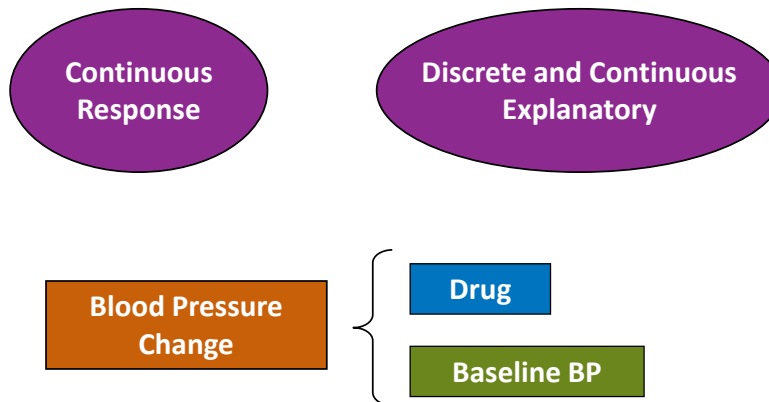 Continuous
Response
Discrete and Continuous
Explanatory
Blood Pressure
Change
Drug
Baseline BP